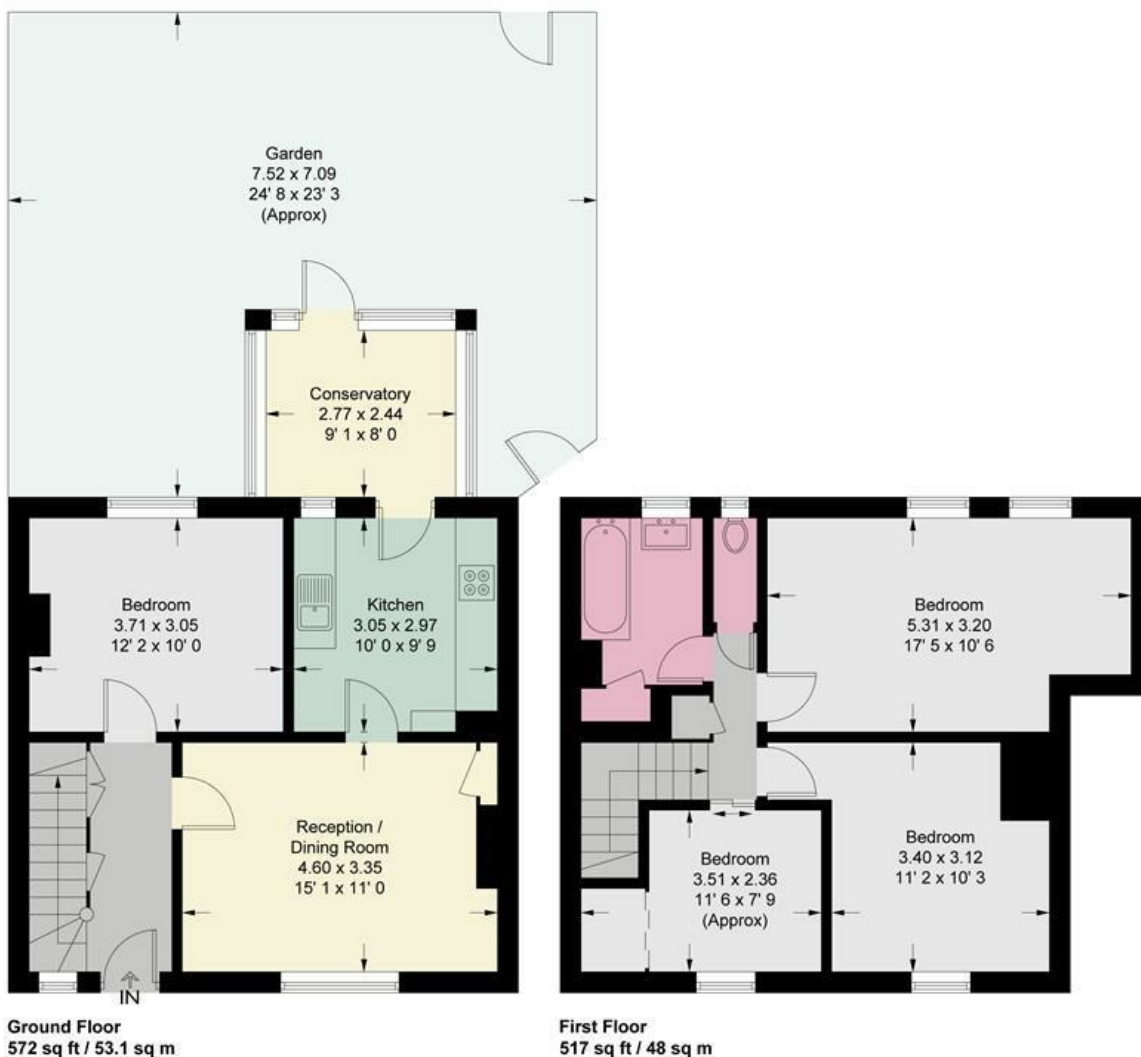 Garden
7.52 x 7.09
24' 8 x 23' 3
(Approx)
Conservatory
2.77 x 2.44
9' 1 x 8' 0
Bedroom
3.71 x 3.05
12' 2 x 10' 0
Kitchen
3.05 x 2.97
10' 0 x 9' 9
Reception /
Dining Room
4.60 x 3.35
15' 1 x 11' 0
IN
Ground Floor
572 sq ft / 53.1 sq m
Bedroom
5.31 x 3.20
17' 5 x 10' 6
Bedroom
3.51 x 2.36
11' 6 x 7' 9
(Approx)
Bedroom
3.40 x 3.12
11' 2 x 10' 3
First Floor
517 sq ft / 48 sq m